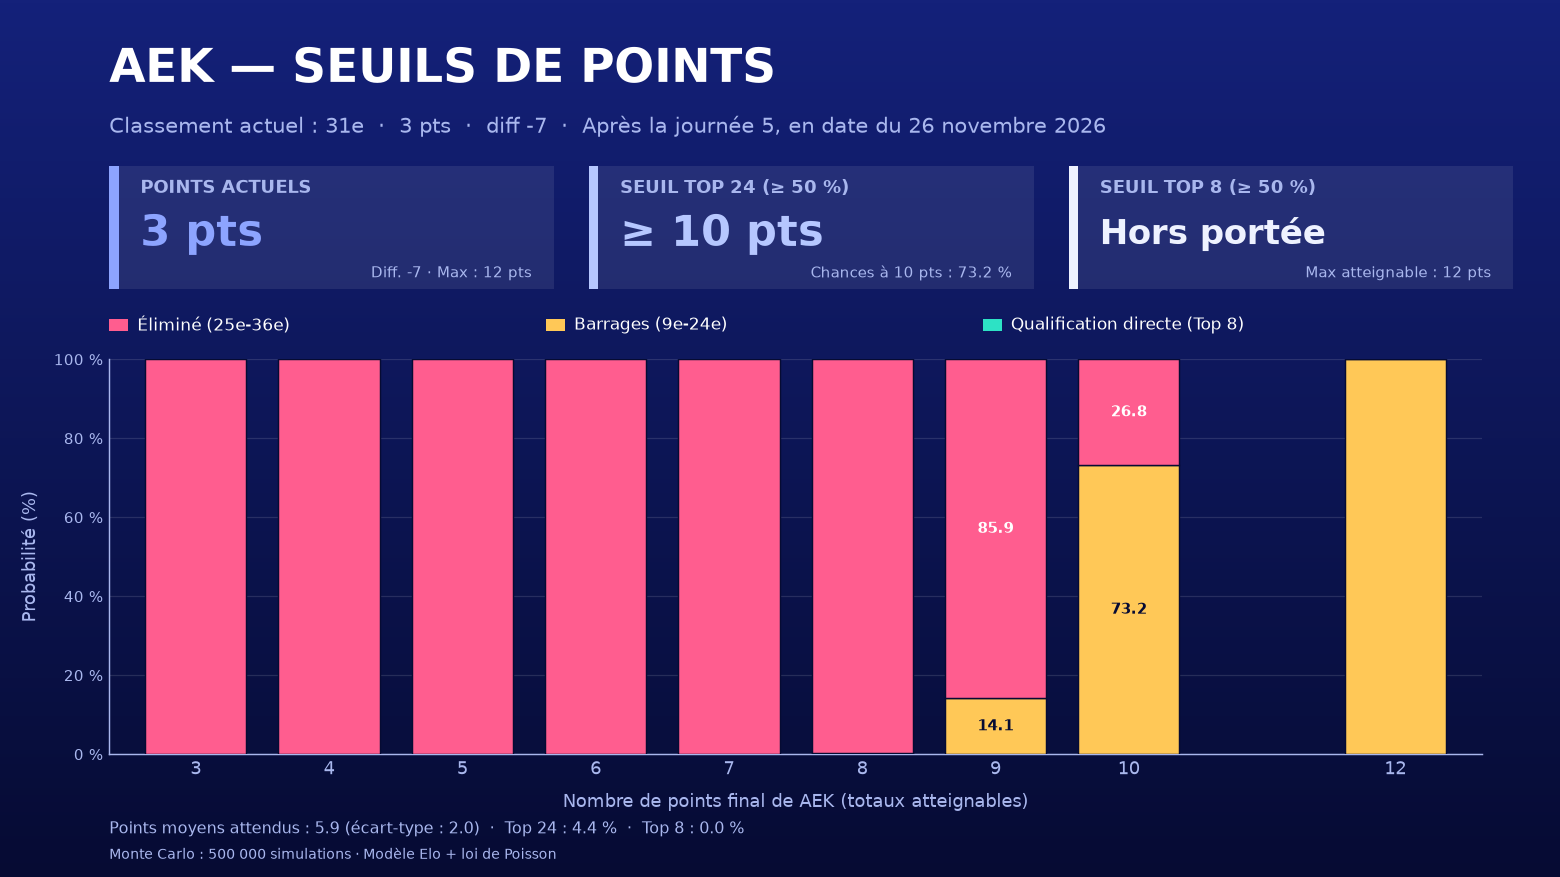 AEK — SEUILS DE POINTS
Classement actuel : 31e · 3 pts · diff -7 · Après la journée 5, en date du 26 novembre 2026
POINTS ACTUELS
3 pts
Diff. -7 · Max : 12 pts
SEUIL TOP 24 (≥ 50 %)
≥ 10 pts
Chances à 10 pts : 73.2 %
SEUIL TOP 8 (≥ 50 %)
Hors portée
Max atteignable : 12 pts
Éliminé (25e-36e)
Barrages (9e-24e)
Qualification directe (Top 8)
Probabilité (%)
100 %
80 %
60 %
40 %
20 %
0 %
26.8
85.9
73.2
14.1
3 4 5 6 7 8 9 10 12
Nombre de points final de AEK (totaux atteignables)
Points moyens attendus : 5.9 (écart-type : 2.0) · Top 24 : 4.4 % · Top 8 : 0.0 %
Monte Carlo : 500 000 simulations · Modèle Elo + loi de Poisson